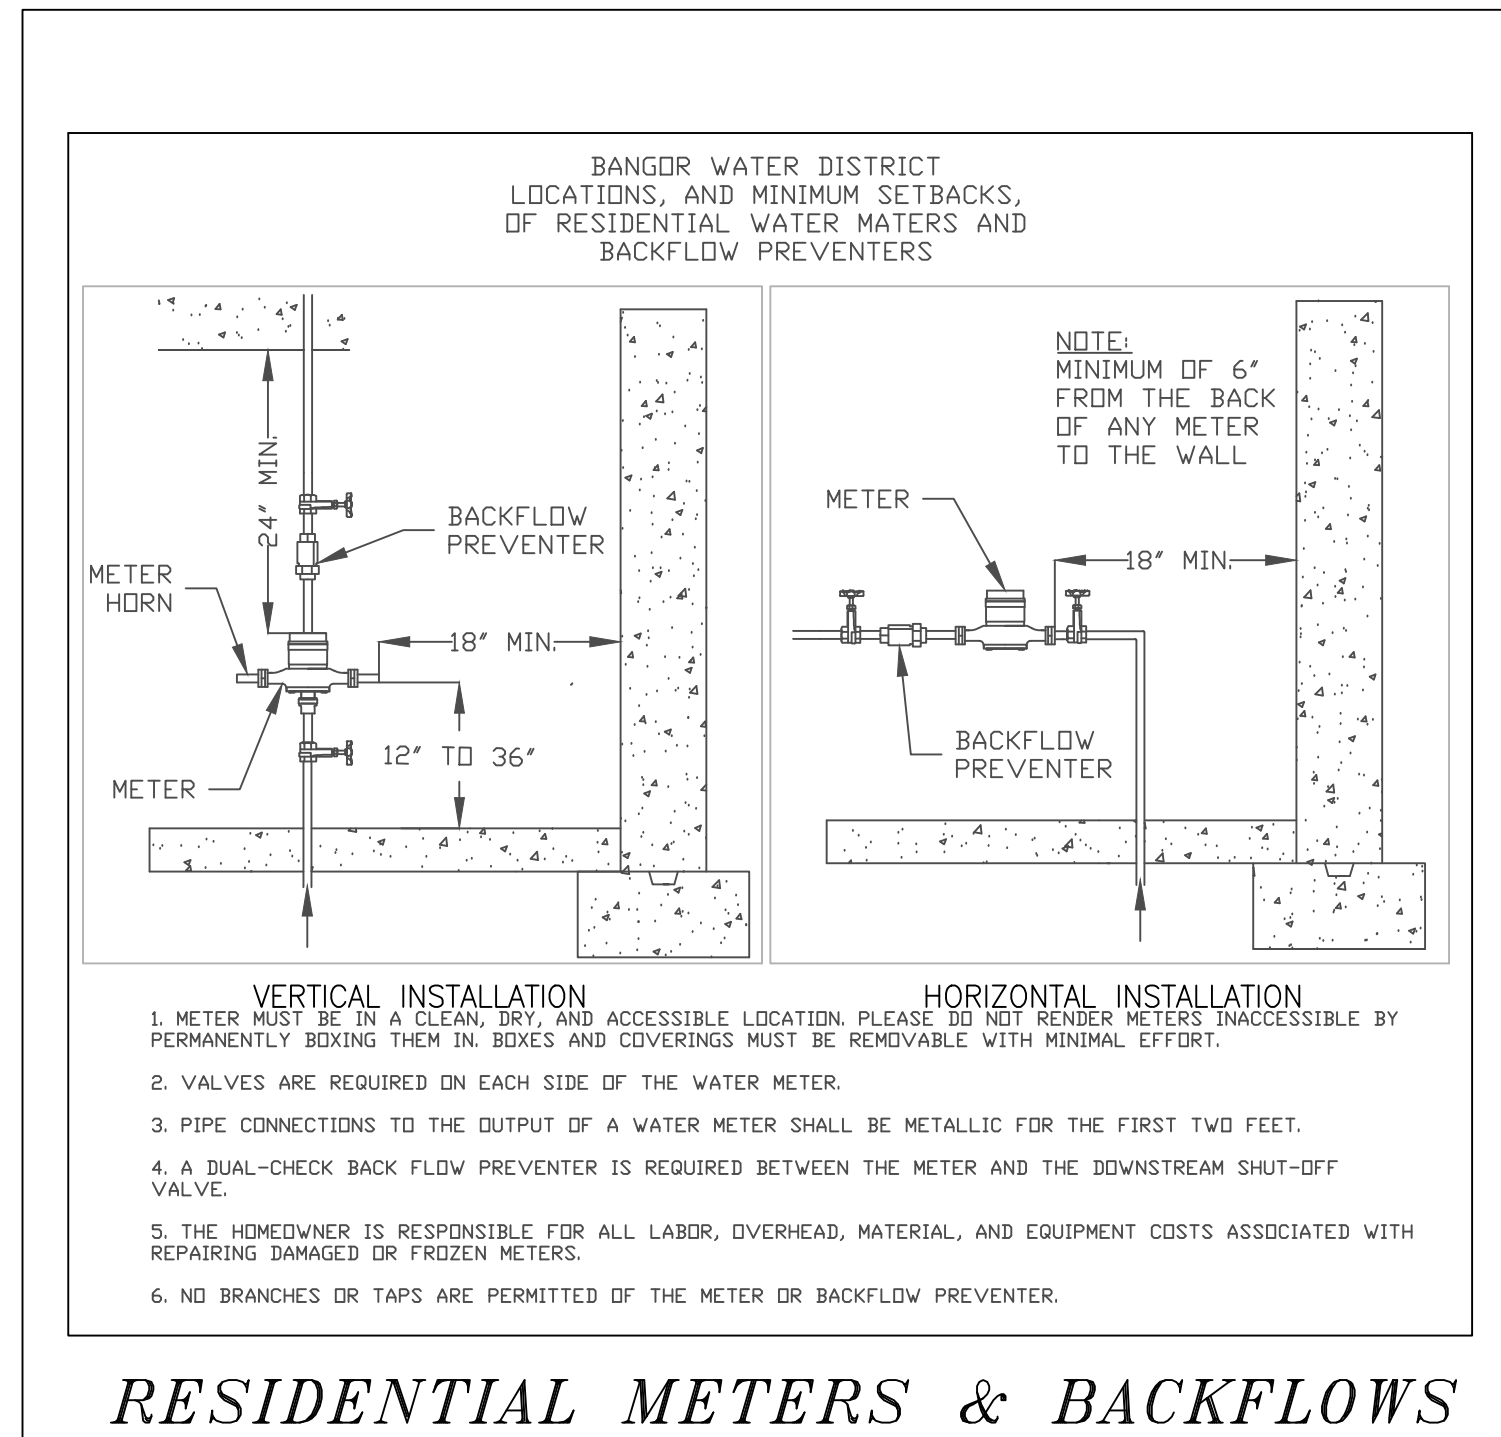 BANGOR WATER DISTRICT
LOCATIONS, AND MINIMUM SETBACKS,
OF RESIDENTIAL WATER MATERS AND
BACKFLOW PREVENTERS
24" MIN.
BACKFLOW
PREVENTER
METER
HORN
18" MIN.
12" TO 36"
METER
NOTE:
MINIMUM OF 6"
FROM THE BACK
OF ANY METER
TO THE WALL
METER
18" MIN.
BACKFLOW
PREVENTER
VERTICAL INSTALLATION
HORIZONTAL INSTALLATION
1. METER MUST BE IN A CLEAN, DRY, AND ACCESSIBLE LOCATION. PLEASE DO NOT RENDER METERS INACCESSIBLE BY
PERMANENTLY BOXING THEM IN. BOXES AND COVERINGS MUST BE REMOVABLE WITH MINIMAL EFFORT.
2. VALVES ARE REQUIRED ON EACH SIDE OF THE WATER METER.
3. PIPE CONNECTIONS TO THE OUTPUT OF A WATER METER SHALL BE METALLIC FOR THE FIRST TWO FEET.
4. A DUAL-CHECK BACK FLOW PREVENTER IS REQUIRED BETWEEN THE METER AND THE DOWNSTREAM SHUT-OFF
VALVE.
5. THE HOMEOWNER IS RESPONSIBLE FOR ALL LABOR, OVERHEAD, MATERIAL, AND EQUIPMENT COSTS ASSOCIATED WITH
REPAIRING DAMAGED OR FROZEN METERS.
6. NO BRANCHES OR TAPS ARE PERMITTED OF THE METER OR BACKFLOW PREVENTER.
RESIDENTIAL METERS & BACKFLOWS